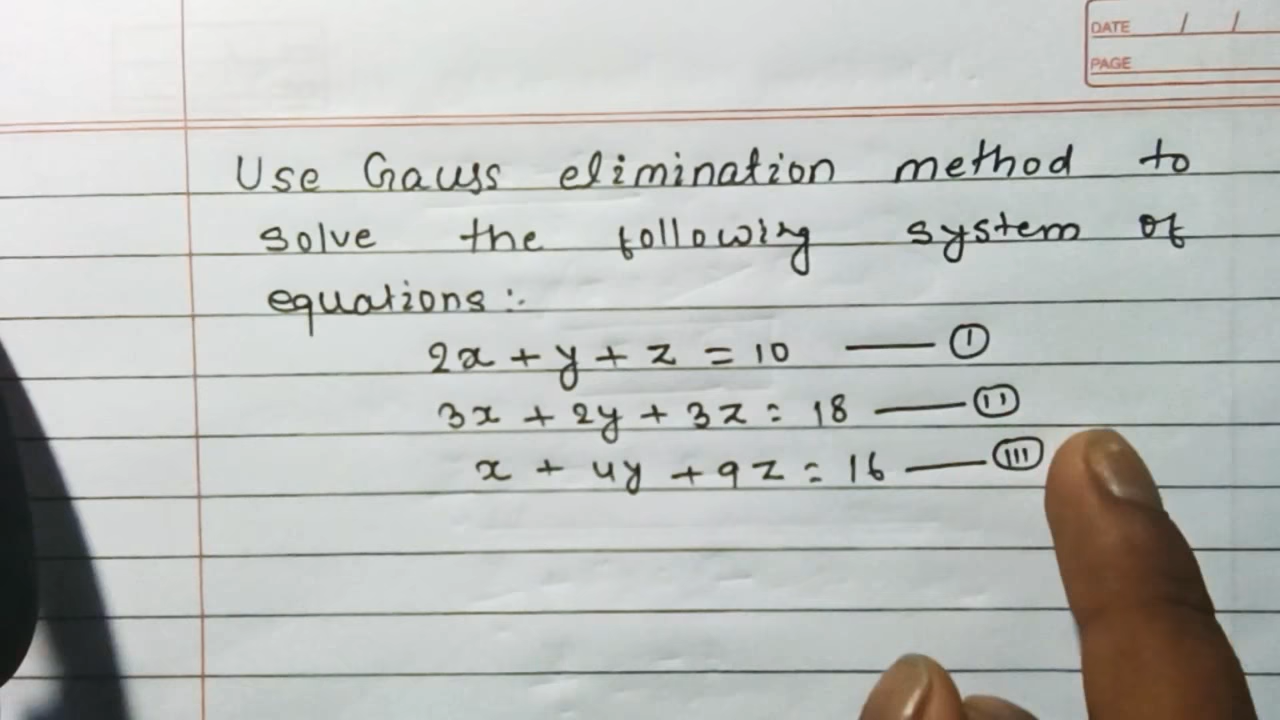 DATE / /
PAGE
Use Gauss elimination method to
solve the following system of
equations :-
2x + y + z = 10 —— (I)
3x + 2y + 3z = 18 —— (II)
x + 4y + 9z = 16 —— (III)